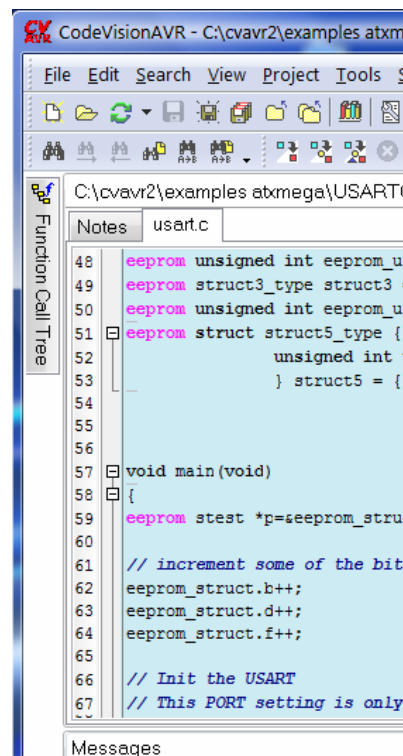 CodeVisionAVR - C:\cvavr2\examples atxm
File Edit Search View Project Tools
Function Call Tree
C:\cvavr2\examples atxmega\USART
Notes usart.c
48 eeprom unsigned int eeprom_u
49 eeprom struct3_type struct3 =
50 eeprom unsigned int eeprom_u
51 eeprom struct struct5_type {
52 unsigned int
53 } struct5 = {
54
55
56
57 void main(void)
58 {
59 eeprom stest *p=&eeprom_stru
60
61 // increment some of the bit
62 eeprom_struct.b++;
63 eeprom_struct.d++;
64 eeprom_struct.f++;
65
66 // Init the USART
67 // This PORT setting is only
Messages